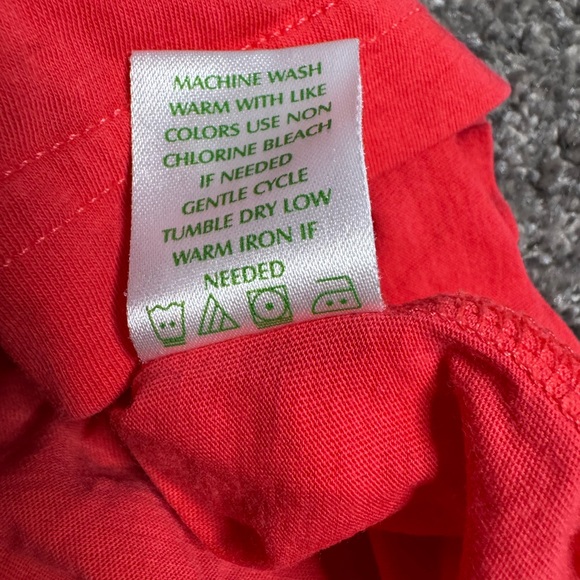 MACHINE WASH
WARM WITH LIKE
COLORS USE NON
CHLORINE BLEACH
IF NEEDED
GENTLE CYCLE
TUMBLE DRY LOW
WARM IRON IF
NEEDED